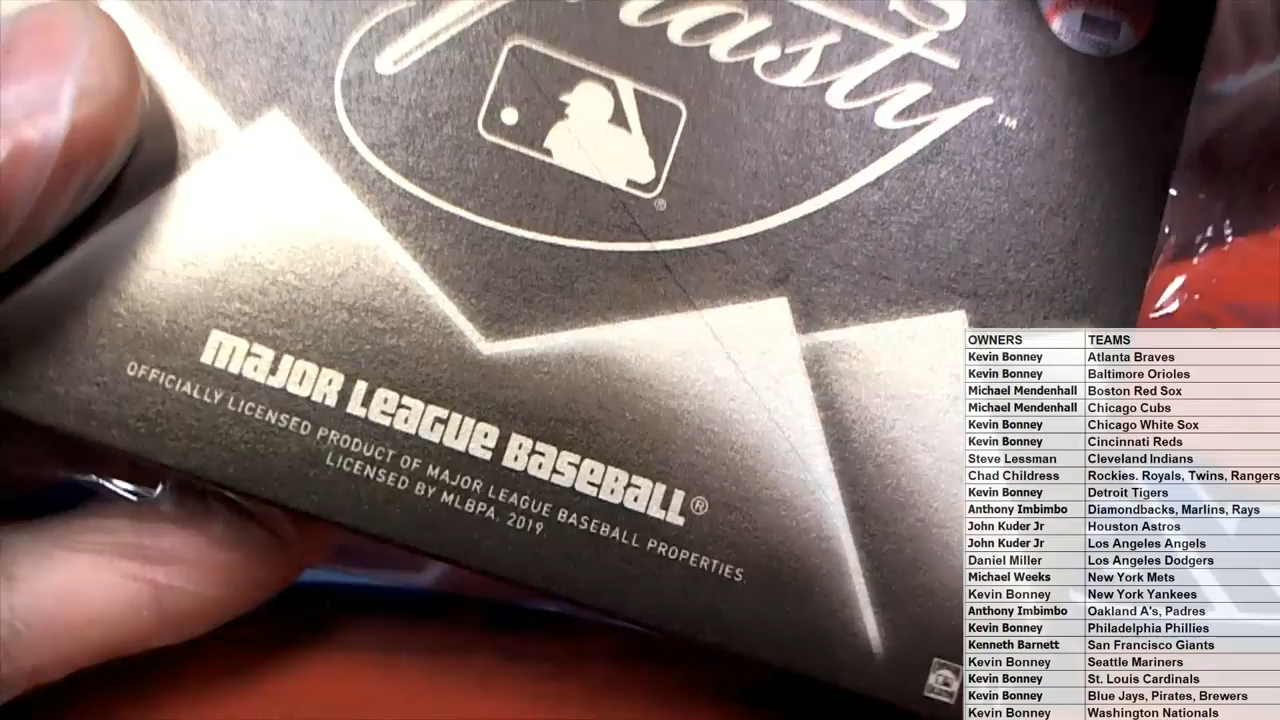 ™
®
MAJOR LEAGUE BASEBALL®
OFFICIALLY LICENSED PRODUCT OF MAJOR LEAGUE BASEBALL PROPERTIES.
LICENSED BY MLBPA, 2019
OWNERS TEAMS
Kevin Bonney Atlanta Braves
Kevin Bonney Baltimore Orioles
Michael Mendenhall Boston Red Sox
Michael Mendenhall Chicago Cubs
Kevin Bonney Chicago White Sox
Kevin Bonney Cincinnati Reds
Steve Lessman Cleveland Indians
Chad Childress Rockies. Royals, Twins, Rangers
Kevin Bonney Detroit Tigers
Anthony Imbimbo Diamondbacks, Marlins, Rays
John Kuder Jr Houston Astros
John Kuder Jr Los Angeles Angels
Daniel Miller Los Angeles Dodgers
Michael Weeks New York Mets
Kevin Bonney New York Yankees
Anthony Imbimbo Oakland A's, Padres
Kevin Bonney Philadelphia Phillies
Kenneth Barnett San Francisco Giants
Kevin Bonney Seattle Mariners
Kevin Bonney St. Louis Cardinals
Kevin Bonney Blue Jays, Pirates, Brewers
Kevin Bonney Washington Nationals